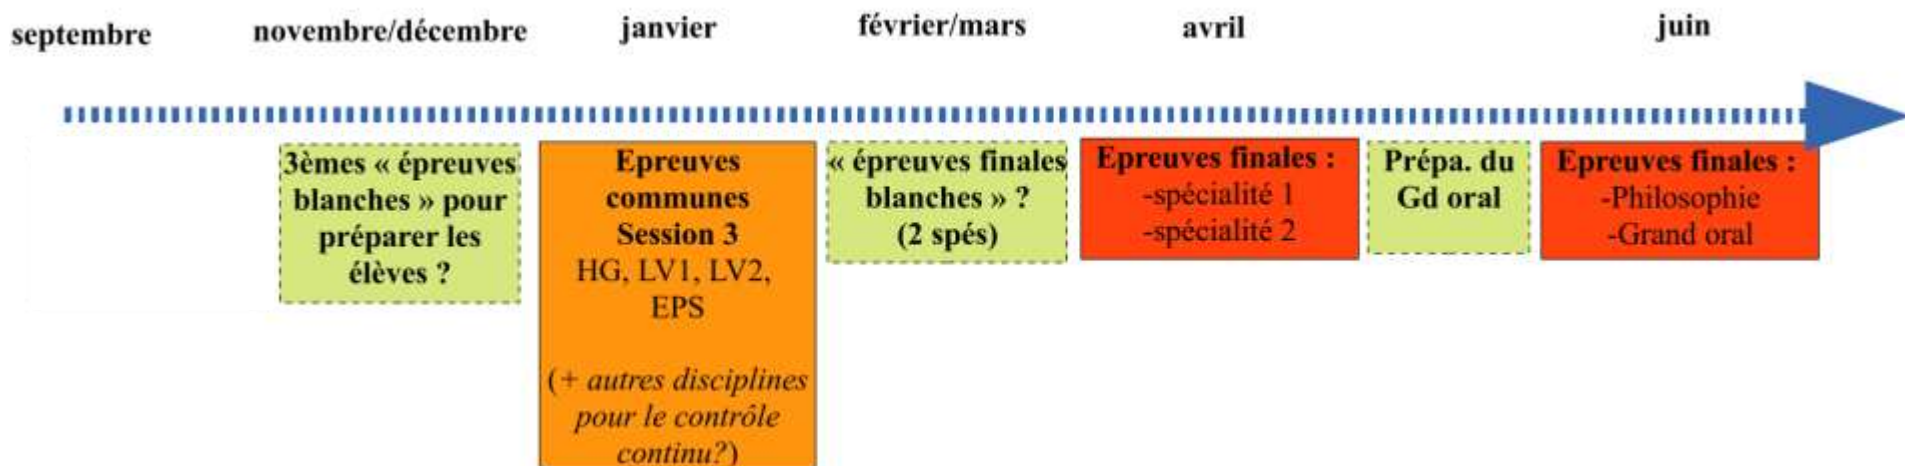 septembre
novembre/décembre
janvier
février/mars
avril
juin
3èmes « épreuves
blanches » pour
préparer les
élèves ?
Epreuves
communes
Session 3
HG, LV1, LV2,
EPS
(+ autres disciplines
pour le contrôle
continu?)
« épreuves finales
blanches » ?
(2 spés)
Epreuves finales :
-spécialité 1
-spécialité 2
Prépa. du
Gd oral
Epreuves finales :
-Philosophie
-Grand oral